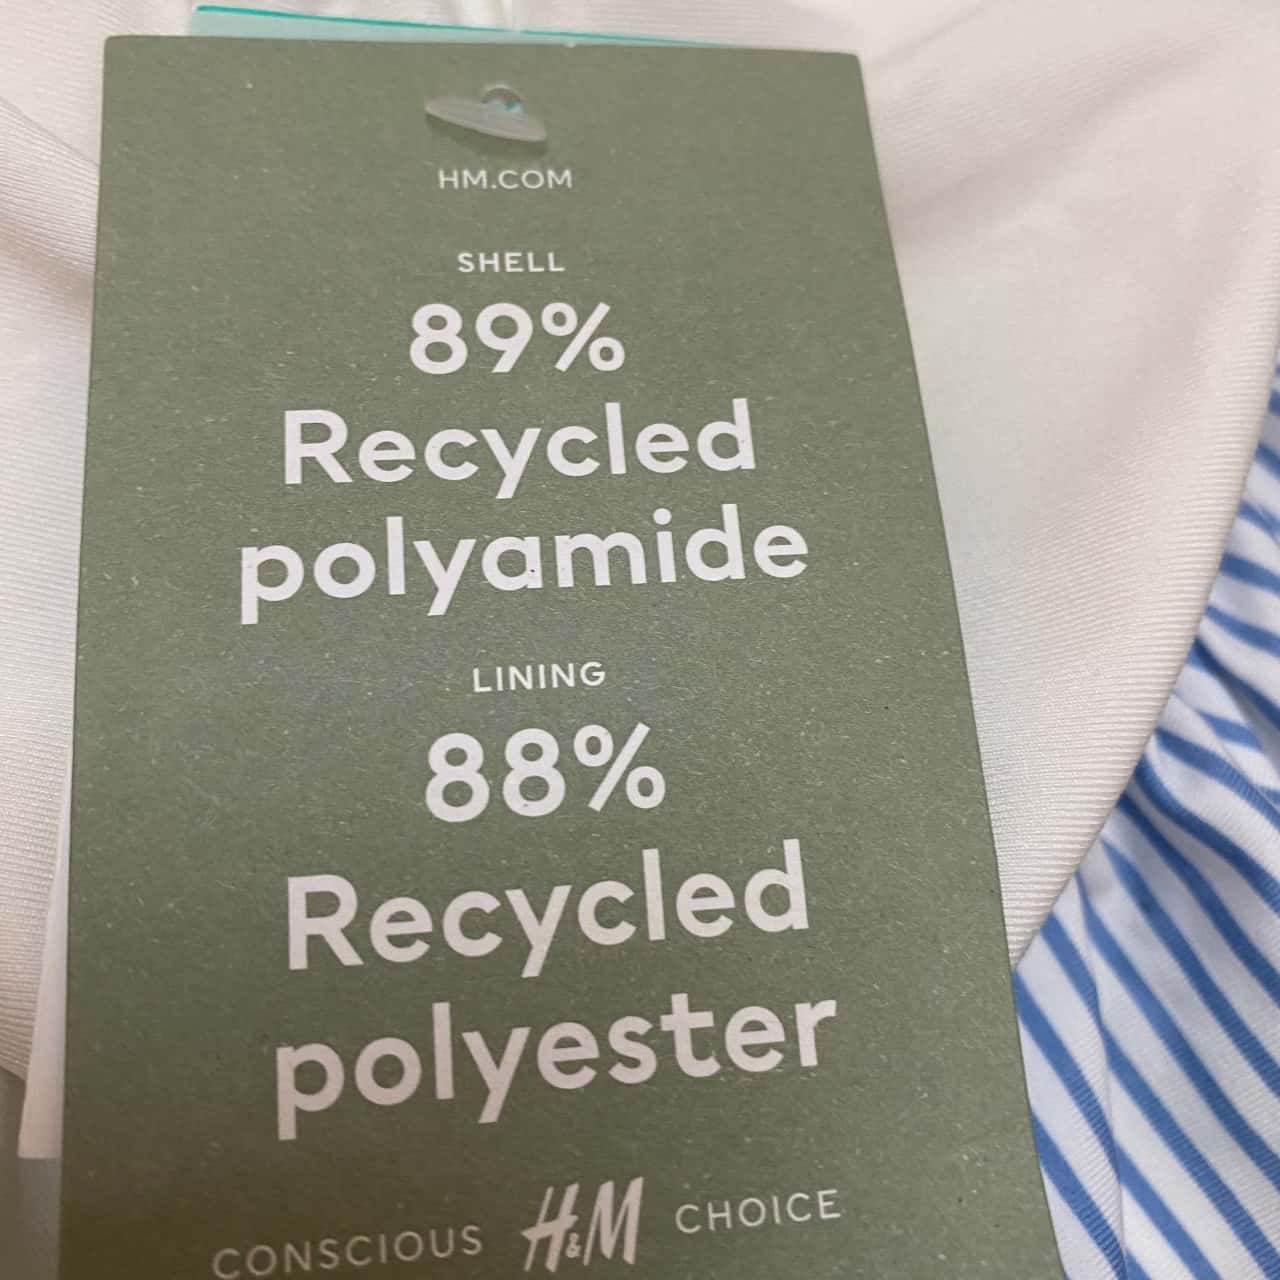 HM.COM
SHELL
89%
Recycled
polyamide
LINING
88%
Recycled
polyester
CONSCIOUS H&M CHOICE